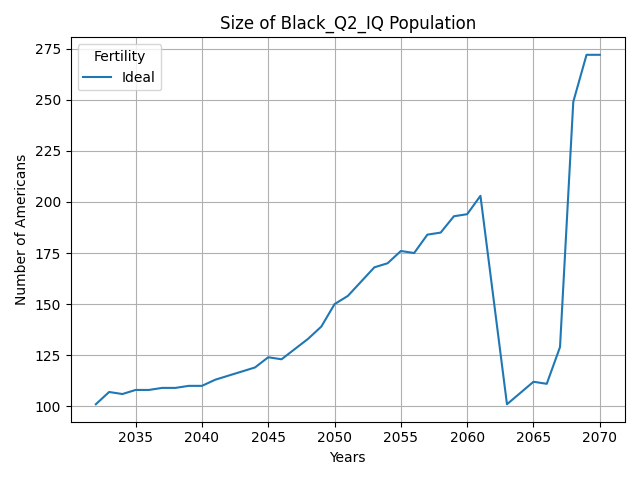 Size of Black_Q2_IQ Population
Fertility
Ideal
Number of Americans
275
250
225
200
175
150
125
100
2035 2040 2045 2050 2055 2060 2065 2070
Years